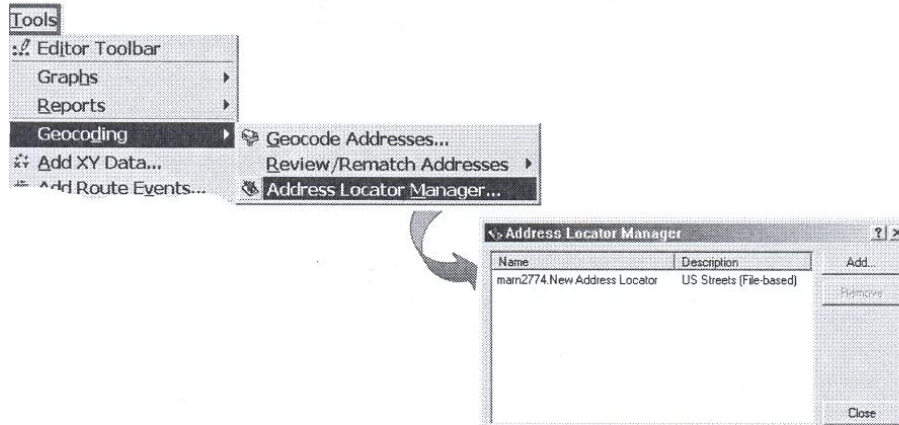 Tools
Editor Toolbar
Graphs
Reports
Geocoding
Add XY Data...
Add Route Events...
Geocode Addresses...
Review/Rematch Addresses
Address Locator Manager...
Address Locator Manager
Name Description
marn2774.New Address Locator US Streets (File-based)
Add...
Remove
Close